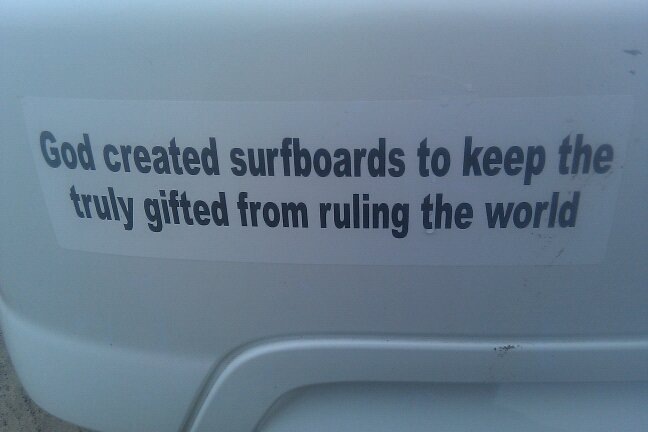 God created surfboards to keep the
truly gifted from ruling the world